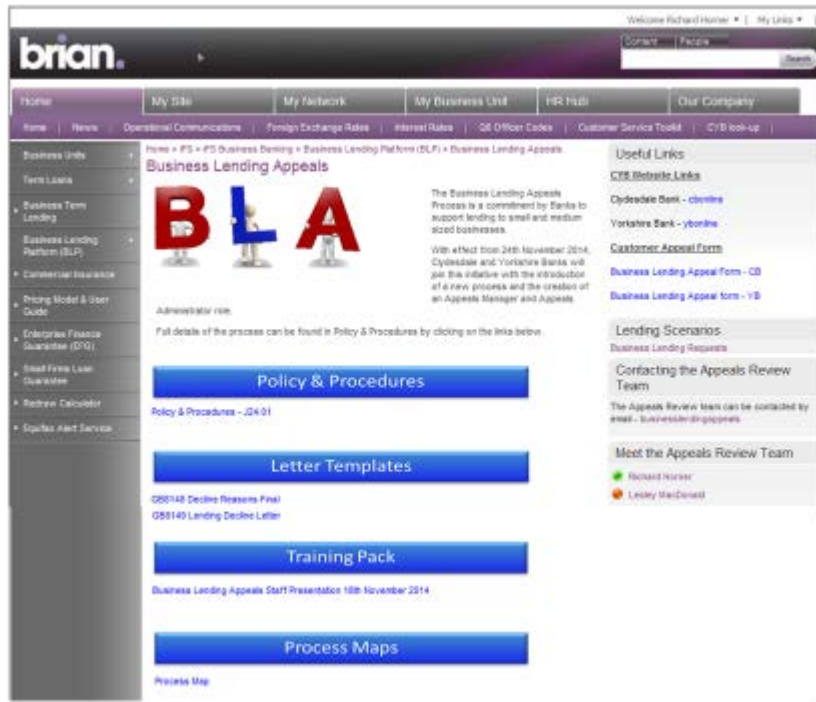 Welcome Richard Horner | My Links
brian.
Content People
Search
Home My Site My Network My Business Unit HR Hub Our Company
Home | News | Operational Communications | Foreign Exchange Rates | Interest Rates | QS Officer Codes | Customer Service Toolkit | CYB look-up |
Business Units
Term Loans
Business Term
Lending
Business Lending
Platform (BLP)
Commercial Insurance
Pricing Model & User
Guide
Enterprise Finance
Guarantee (EFG)
Small Firms Loan
Guarantee
Redraw Calculator
Equifax Alert Service
Home > iFS > iFS Business Banking > Business Lending Platform (BLP) > Business Lending Appeals
Business Lending Appeals
BLA
The Business Lending Appeals
Process is a commitment by Banks to
support lending to small and medium
sized businesses.
With effect from 24th November 2014,
Clydesdale and Yorkshire Banks will
join this initiative with the introduction
of a new process and the creation of
an Appeals Manager and Appeals
Administrator role.
Full details of the process can be found in Policy & Procedures by clicking on the links below.
Policy & Procedures
Policy & Procedures - J24.01
Letter Templates
GB8148 Decline Reasons Final
GB8149 Lending Decline Letter
Training Pack
Business Lending Appeals Staff Presentation 18th November 2014
Process Maps
Process Map
Useful Links
CYB Website Links
Clydesdale Bank - cbonline
Yorkshire Bank - ybonline
Customer Appeal Form
Business Lending Appeal Form - CB
Business Lending Appeal form - YB
Lending Scenarios
Business Lending Requests
Contacting the Appeals Review
Team
The Appeals Review team can be contacted by
email - businesslendingappeals
Meet the Appeals Review Team
Richard Horner
Lesley MacDonald